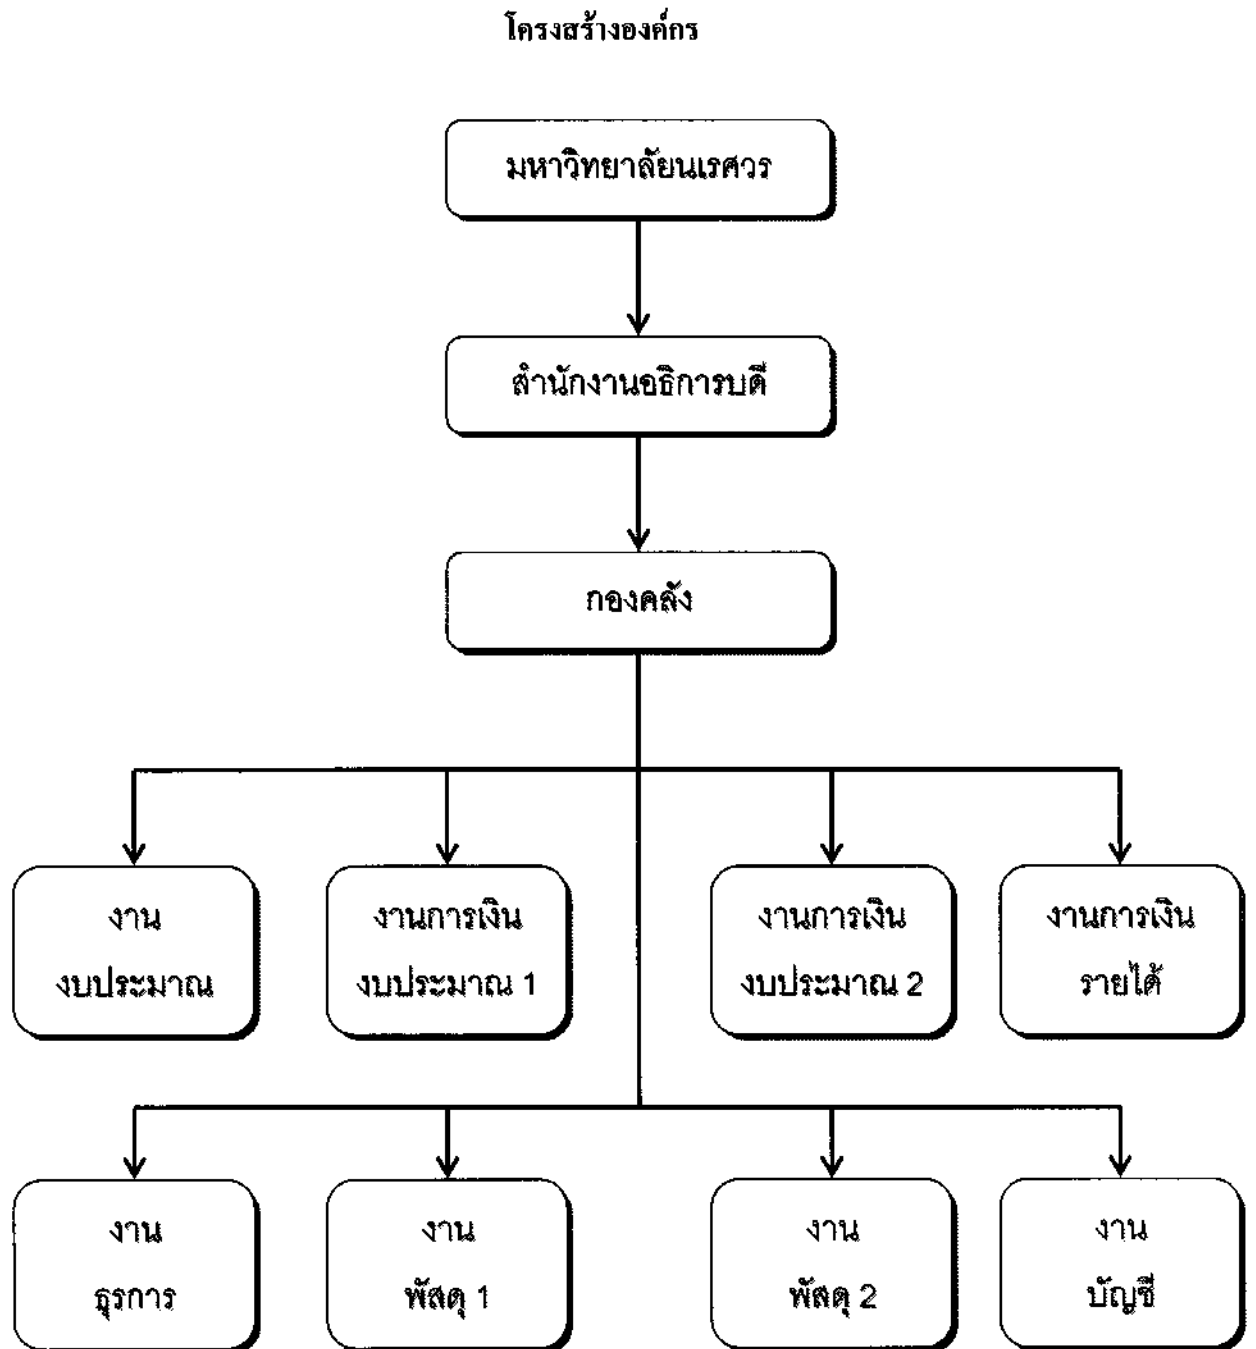 โครงสร้างองค์กร
มหาวิทยาลัยนเรศวร
สำนักงานอธิการบดี
กองคลัง
งาน
งบประมาณ
งานการเงิน
งบประมาณ 1
งานการเงิน
งบประมาณ 2
งานการเงิน
รายได้
งาน
ธุรการ
งาน
พัสดุ 1
งาน
พัสดุ 2
งาน
บัญชี